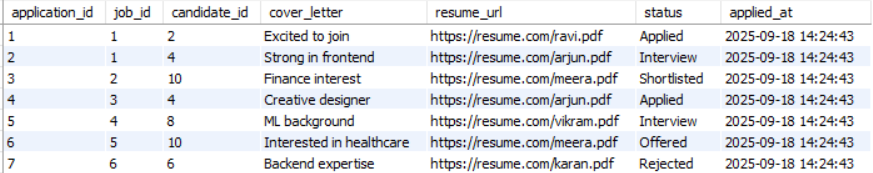 application_id job_id candidate_id cover_letter resume_url status applied_at
1 1 2 Excited to join https://resume.com/ravi.pdf Applied 2025-09-18 14:24:43
2 1 4 Strong in frontend https://resume.com/arjun.pdf Interview 2025-09-18 14:24:43
3 2 10 Finance interest https://resume.com/meera.pdf Shortlisted 2025-09-18 14:24:43
4 3 4 Creative designer https://resume.com/arjun.pdf Applied 2025-09-18 14:24:43
5 4 8 ML background https://resume.com/vikram.pdf Interview 2025-09-18 14:24:43
6 5 10 Interested in healthcare https://resume.com/meera.pdf Offered 2025-09-18 14:24:43
7 6 6 Backend expertise https://resume.com/karan.pdf Rejected 2025-09-18 14:24:43